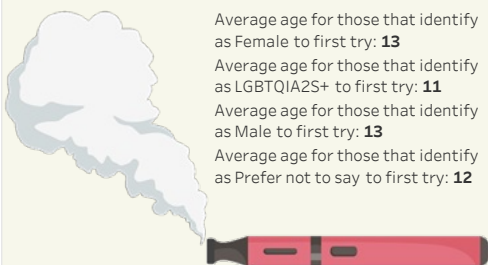 Average age for those that identify
as Female to first try: 13
Average age for those that identify
as LGBTQIA2S+ to first try: 11
Average age for those that identify
as Male to first try: 13
Average age for those that identify
as Prefer not to say to first try: 12